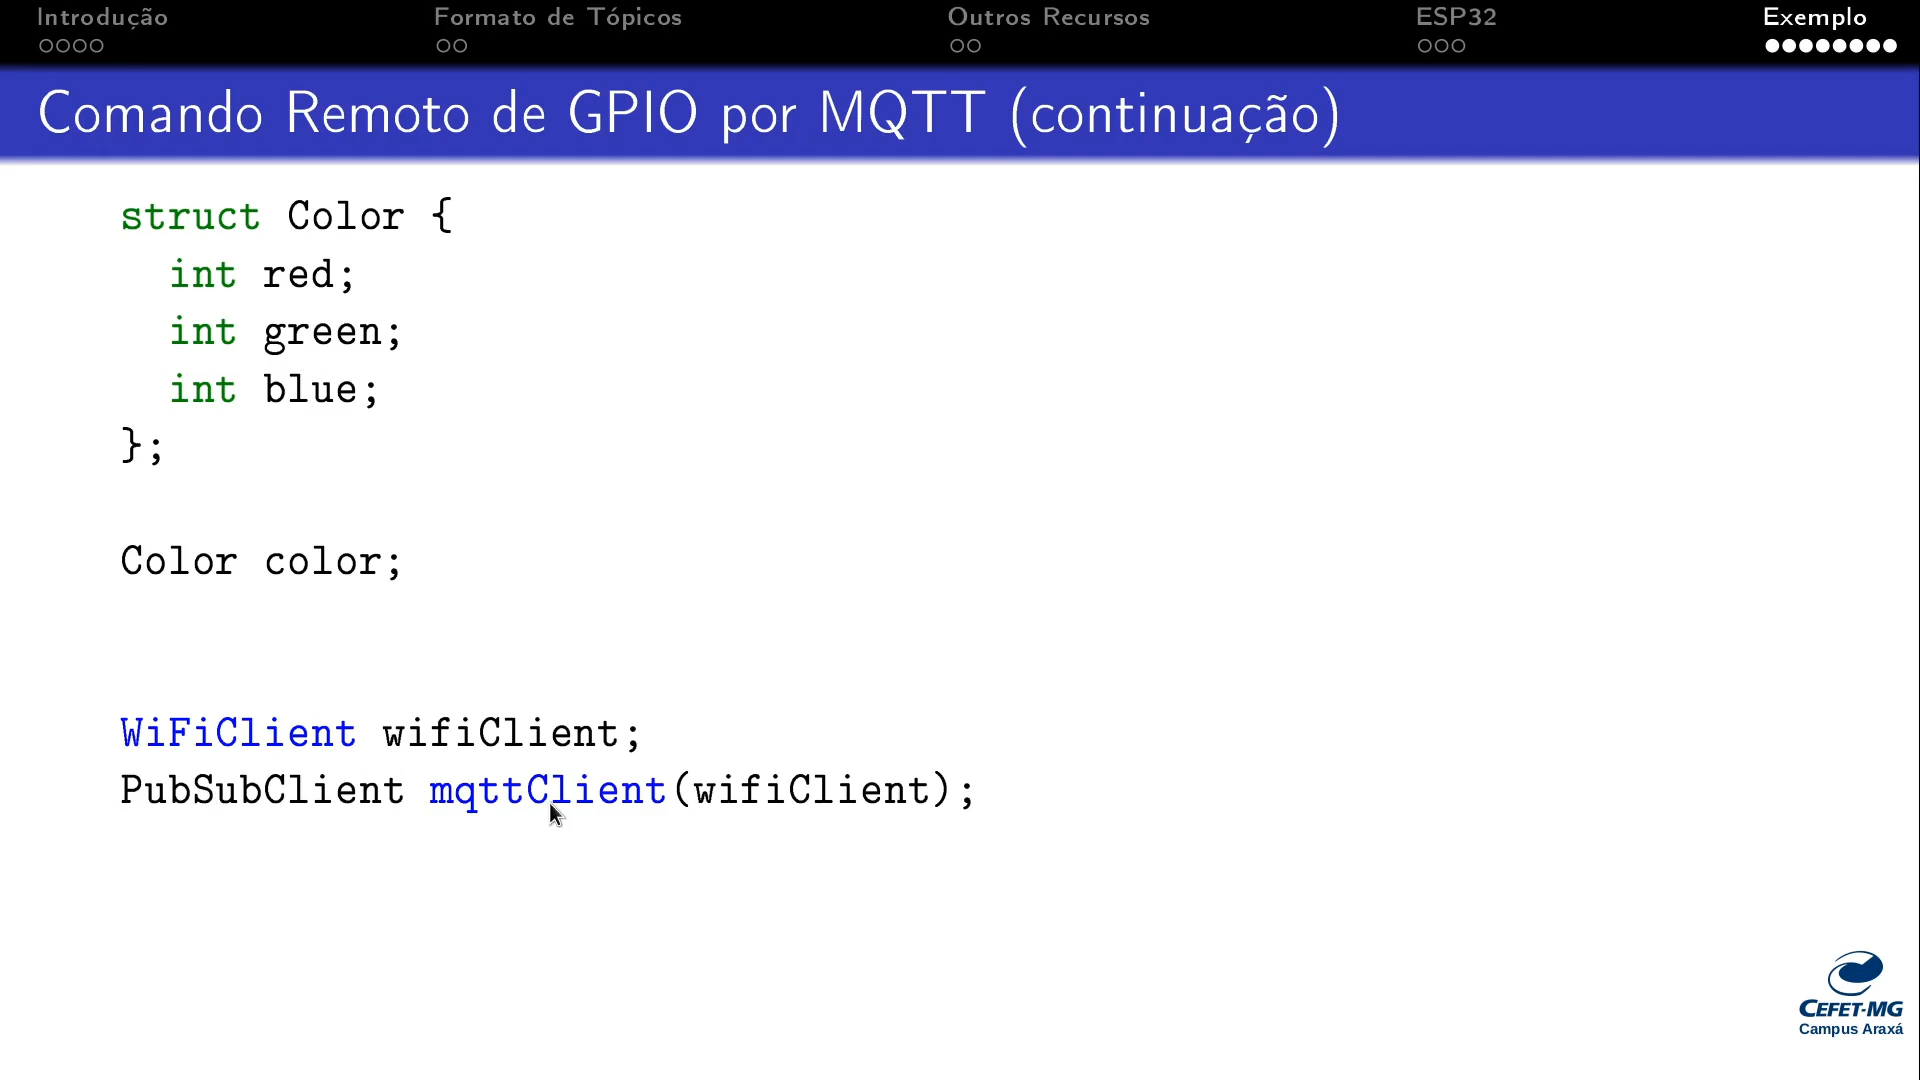 Introdução Formato de Tópicos Outros Recursos ESP32 Exemplo
Comando Remoto de GPIO por MQTT (continuação)
struct Color {
int red;
int green;
int blue;
};
Color color;
WiFiClient wifiClient;
PubSubClient mqttClient(wifiClient);
CEFET-MG
Campus Araxá